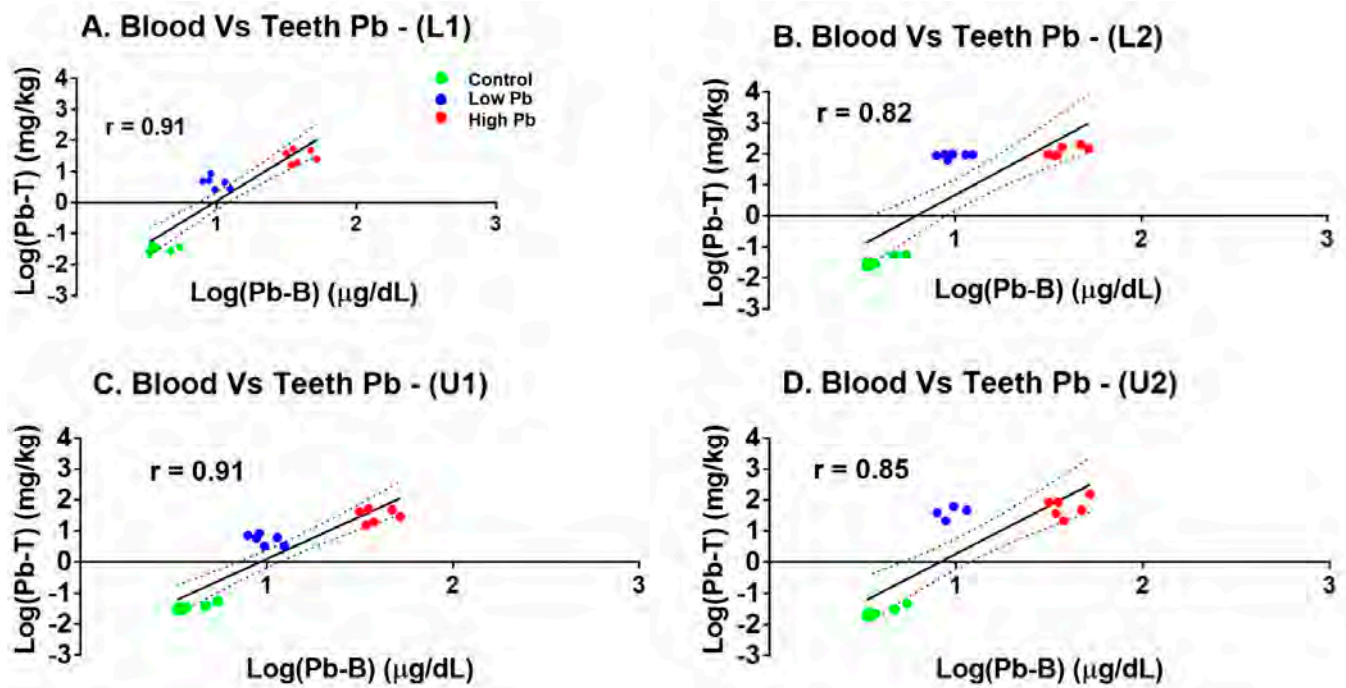 A. Blood Vs Teeth Pb - (L1)
Log(Pb-T) (mg/kg)
4
3
2
1
0
-1
-2
-3
r = 0.91
Control
Low Pb
High Pb
1
2
3
Log(Pb-B) (μg/dL)
B. Blood Vs Teeth Pb - (L2)
Log(Pb-T) (mg/kg)
4
3
2
1
0
-1
-2
-3
r = 0.82
1
2
3
Log(Pb-B) (μg/dL)
C. Blood Vs Teeth Pb - (U1)
Log(Pb-T) (mg/kg)
4
3
2
1
0
-1
-2
-3
r = 0.91
1
2
3
Log(Pb-B) (μg/dL)
D. Blood Vs Teeth Pb - (U2)
Log(Pb-T) (mg/kg)
4
3
2
1
0
-1
-2
-3
r = 0.85
1
2
3
Log(Pb-B) (μg/dL)